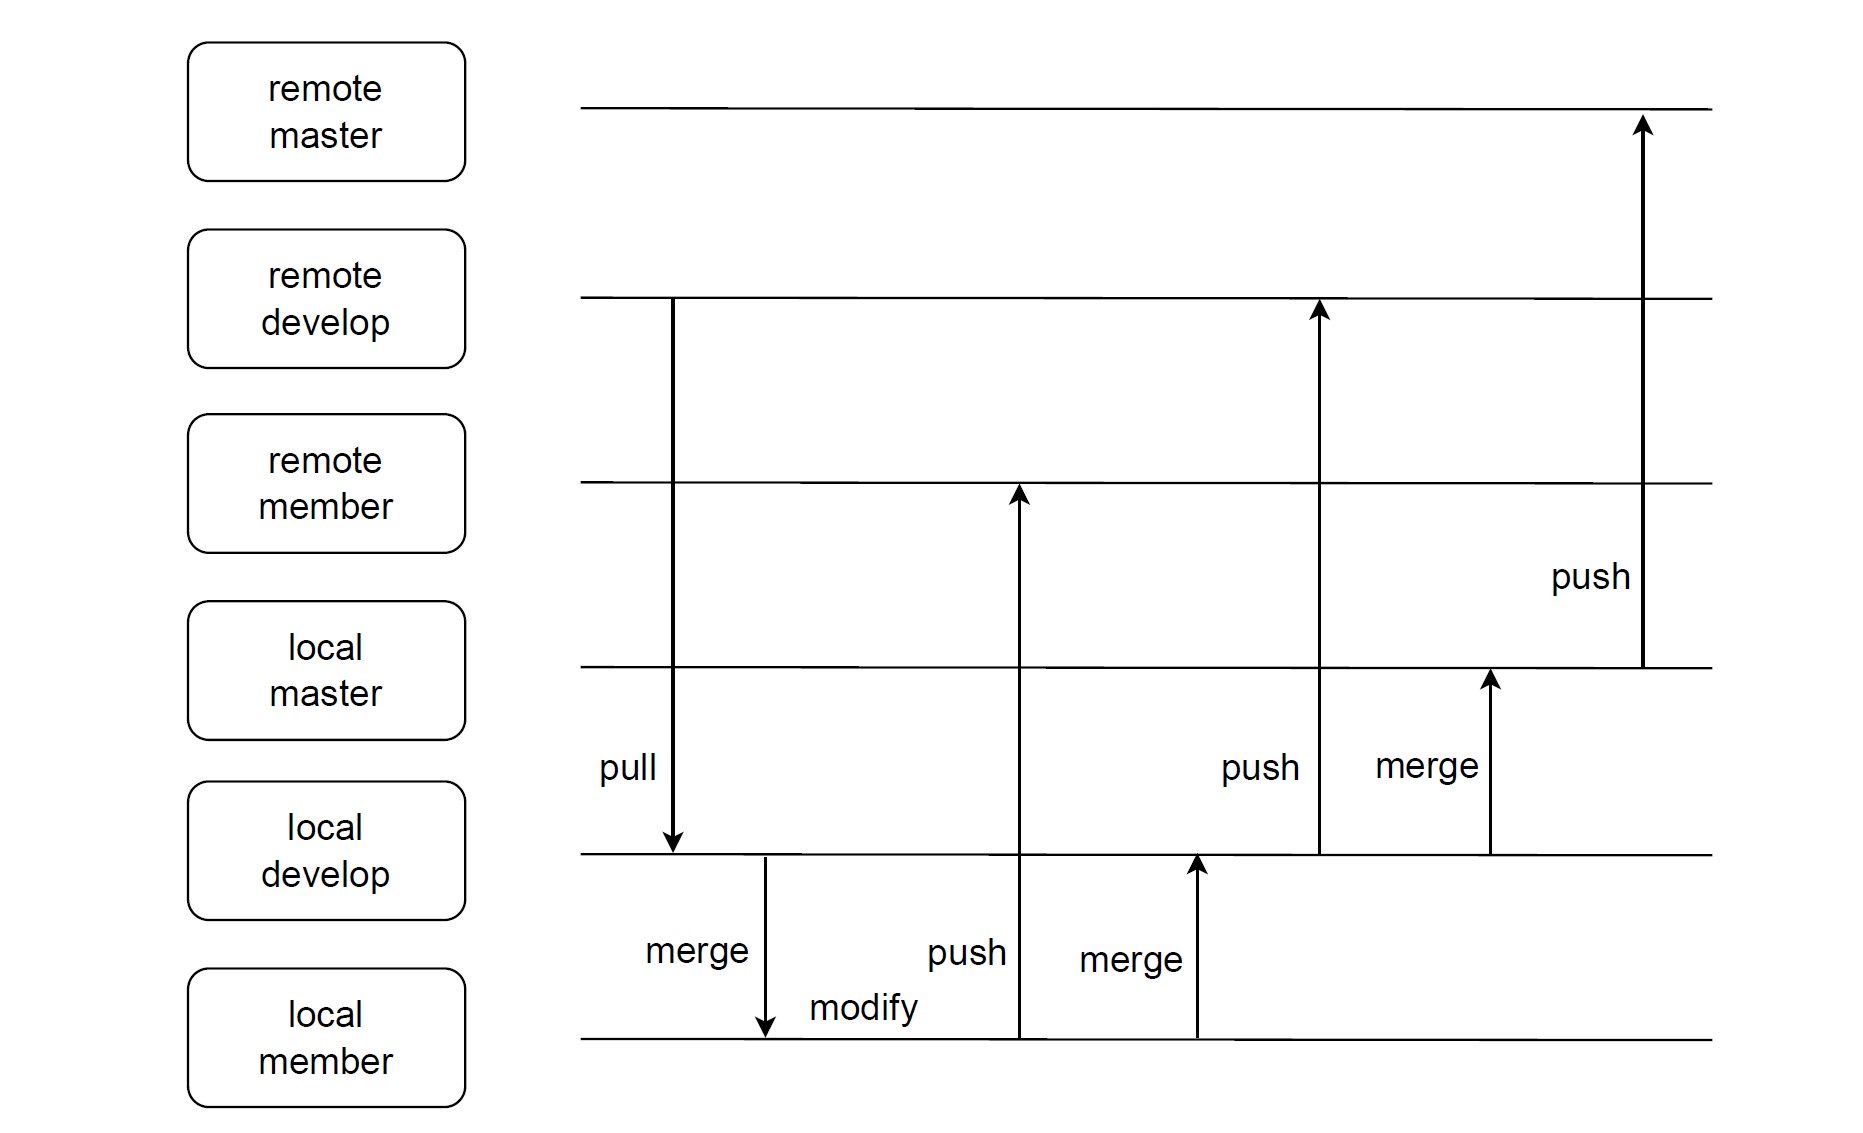 remote
master
remote
develop
remote
member
push
local
master
pull
push
merge
local
develop
merge
push
merge
modify
local
member